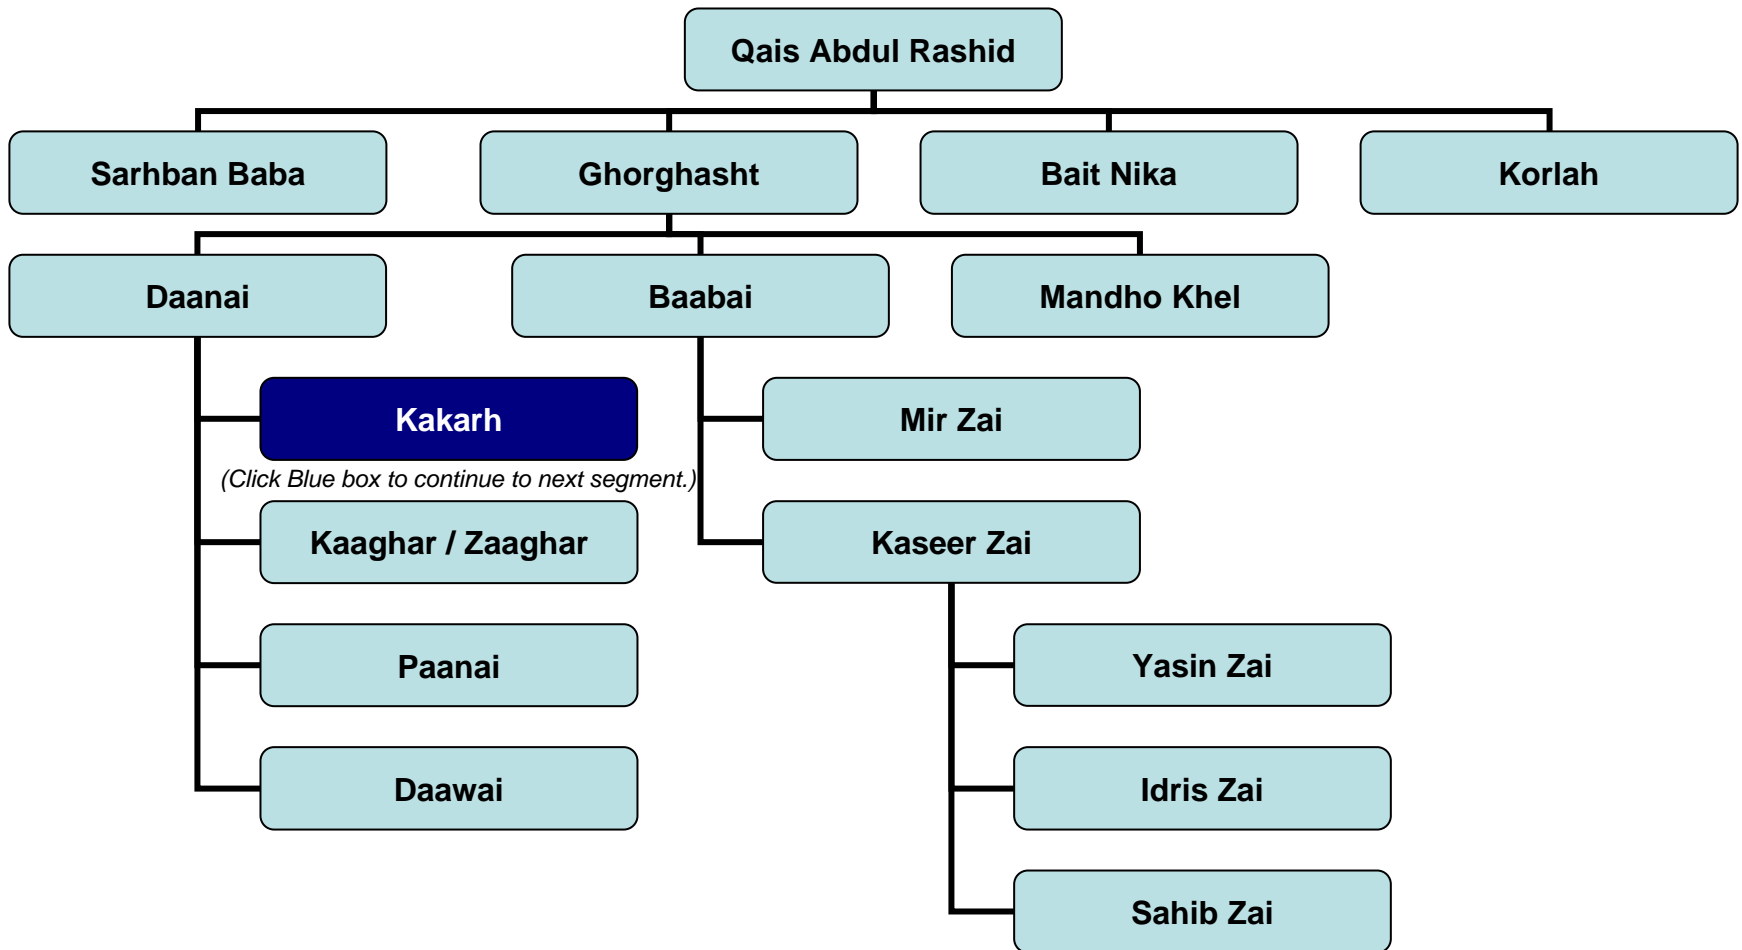 Qais Abdul Rashid
Sarhban Baba
Ghorghasht
Bait Nika
Korlah
Daanai
Baabai
Mandho Khel
Kakarh
Mir Zai
(Click Blue box to continue to next segment.)
Kaaghar / Zaaghar
Kaseer Zai
Paanai
Yasin Zai
Daawai
Idris Zai
Sahib Zai